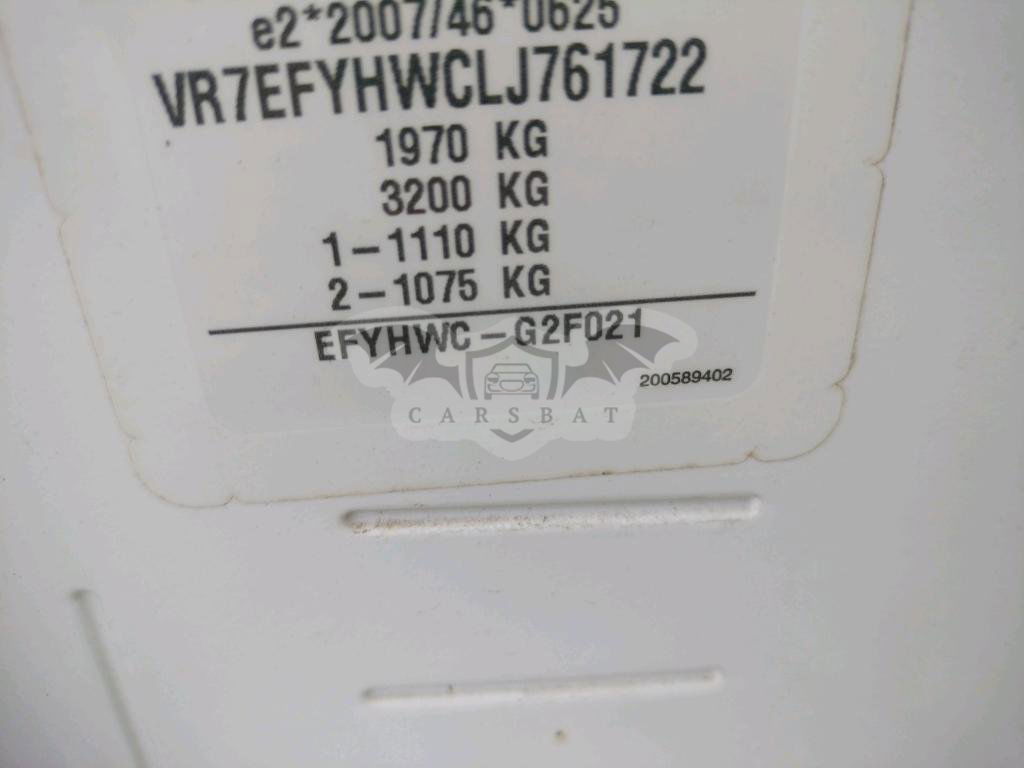 e2*2007/46*0625
VR7EFYHWCLJ761722
1970 KG
3200 KG
1-1110 KG
2-1075 KG
EFYHWC-G2F021
200589402
CARSBAT